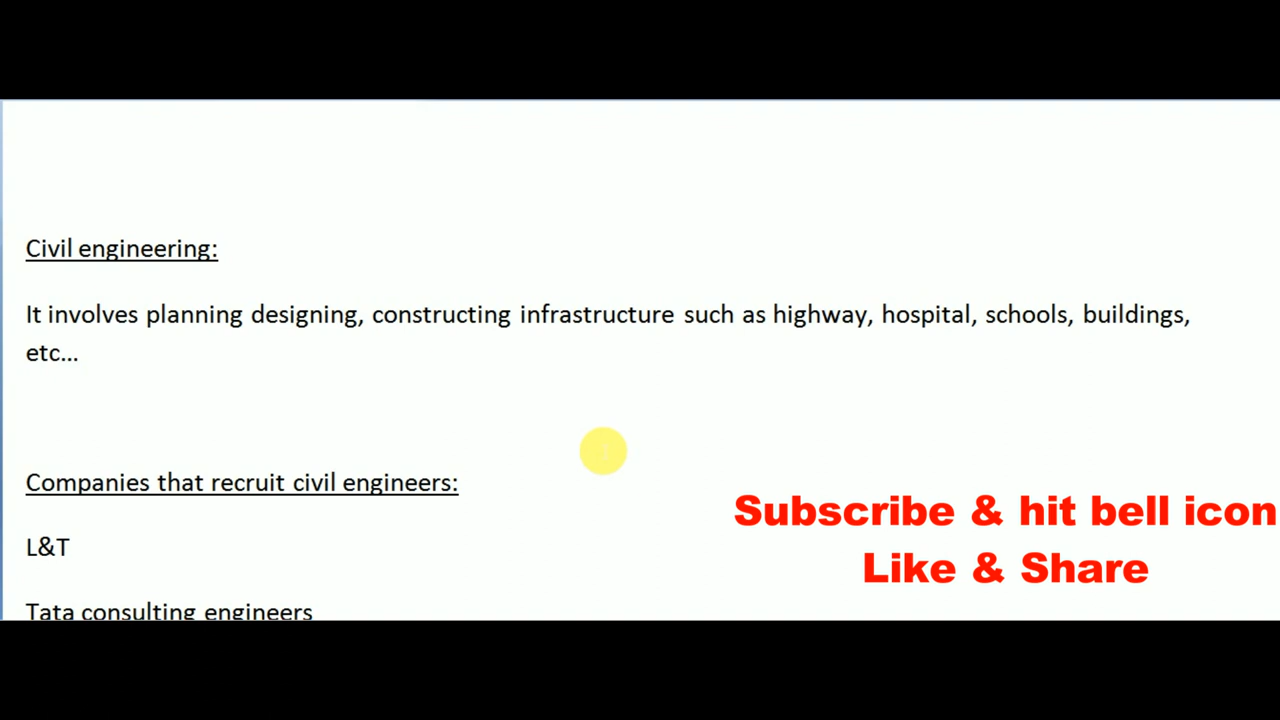 Civil engineering:
It involves planning designing, constructing infrastructure such as highway, hospital, schools, buildings,
etc...
Companies that recruit civil engineers:
L&T
Tata consulting engineers
Subscribe & hit bell icon
Like & Share